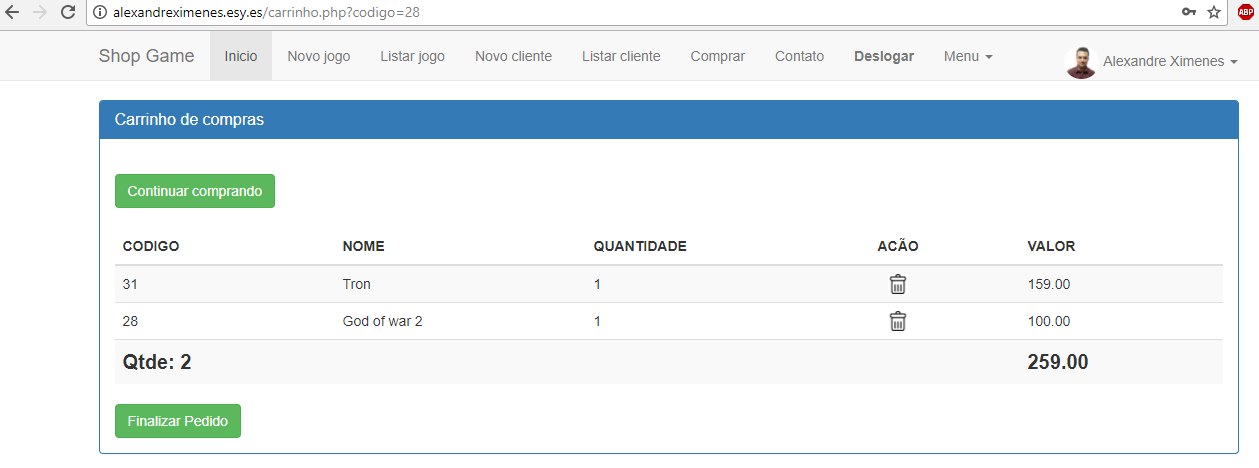 alexandreximenes.esy.es/carrinho.php?codigo=28
ABP
Shop Game Inicio Novo jogo Listar jogo Novo cliente Listar cliente Comprar Contato Deslogar Menu Alexandre Ximenes
Carrinho de compras
Continuar comprando
CODIGO NOME QUANTIDADE ACÃO VALOR
31 Tron 1 159.00
28 God of war 2 1 100.00
Qtde: 2 259.00
Finalizar Pedido